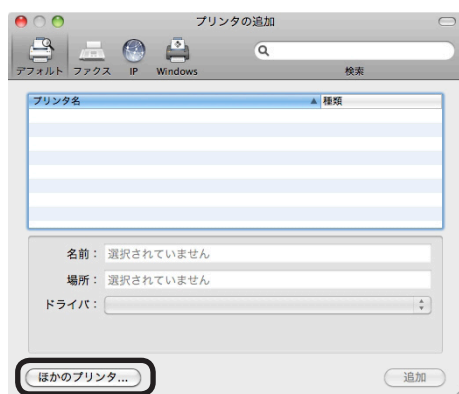 プリンタの追加
デフォルト ファクス IP Windows 検索
プリンタ名 種類
名前： 選択されていません
場所： 選択されていません
ドライバ：
ほかのプリンタ... 追加